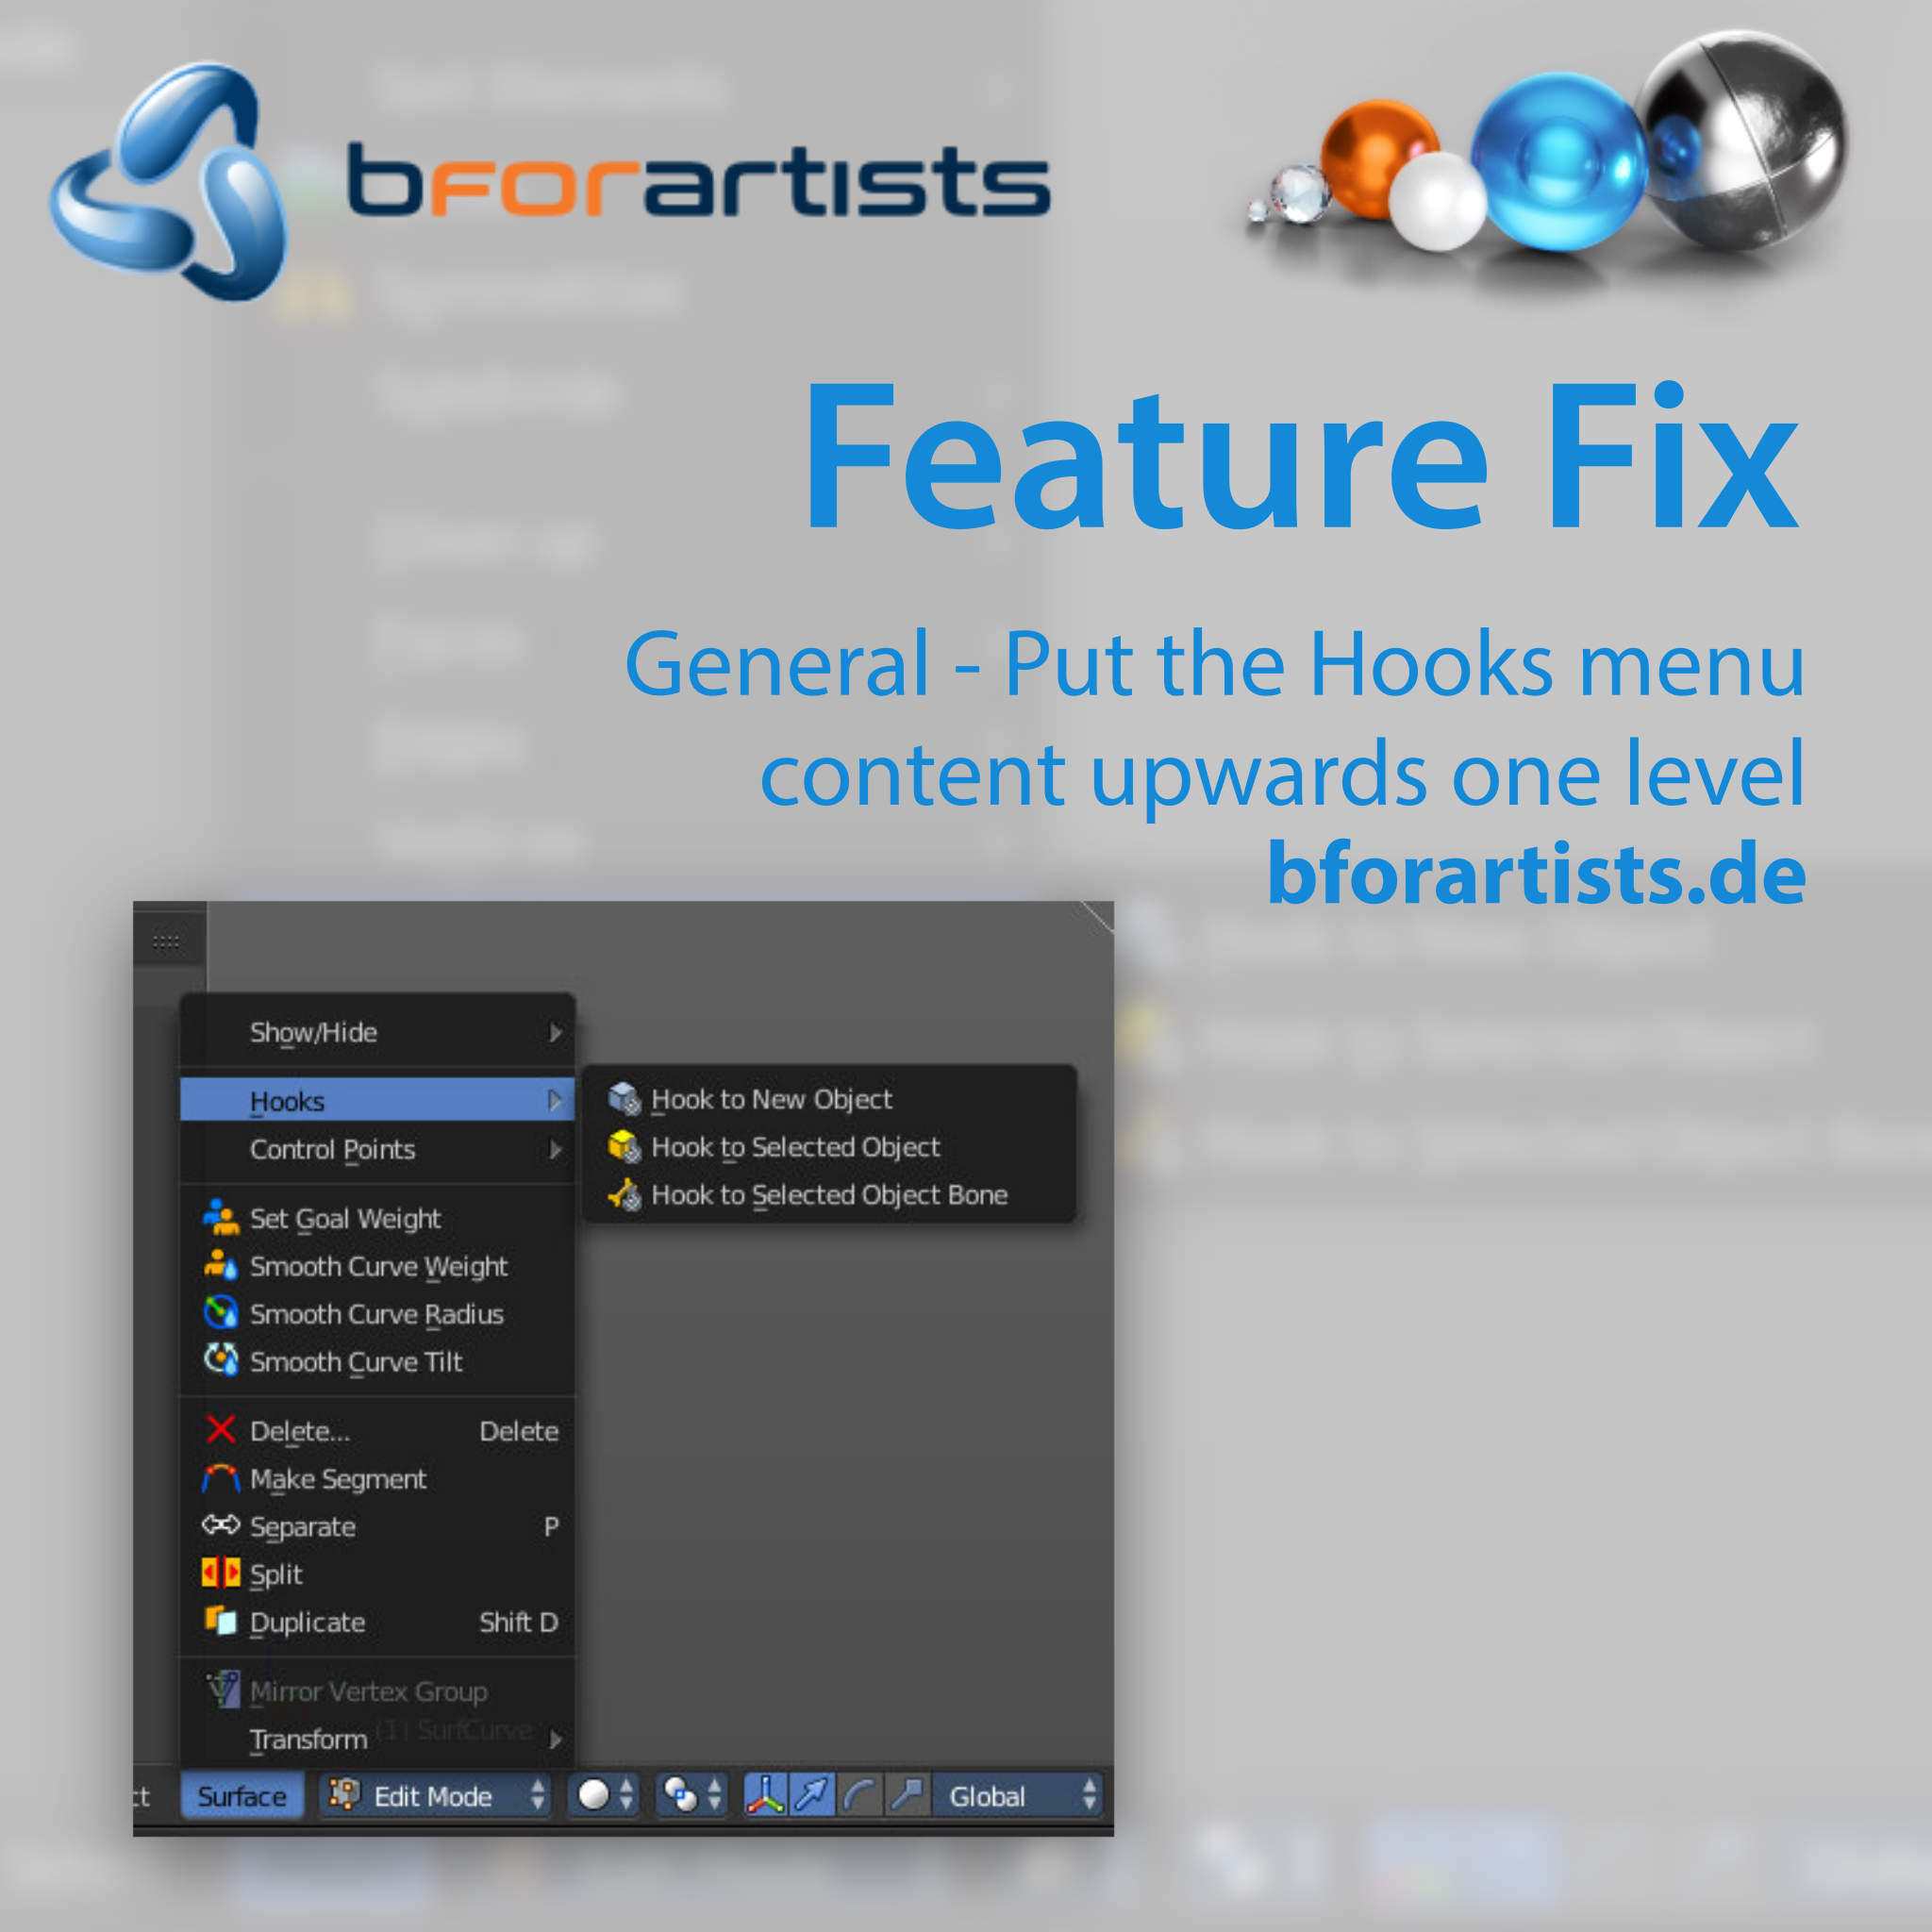 bforartists
Feature Fix
General - Put the Hooks menu
content upwards one level
bforartists.de
Show/Hide
Hooks
Control Points
Hook to New Object
Hook to Selected Object
Hook to Selected Object Bone
Set Goal Weight
Smooth Curve Weight
Smooth Curve Radius
Smooth Curve Tilt
Delete... Delete
Make Segment
Separate P
Split
Duplicate Shift D
Mirror Vertex Group
(1) SurfCurve
Transform
ct Surface Edit Mode Global